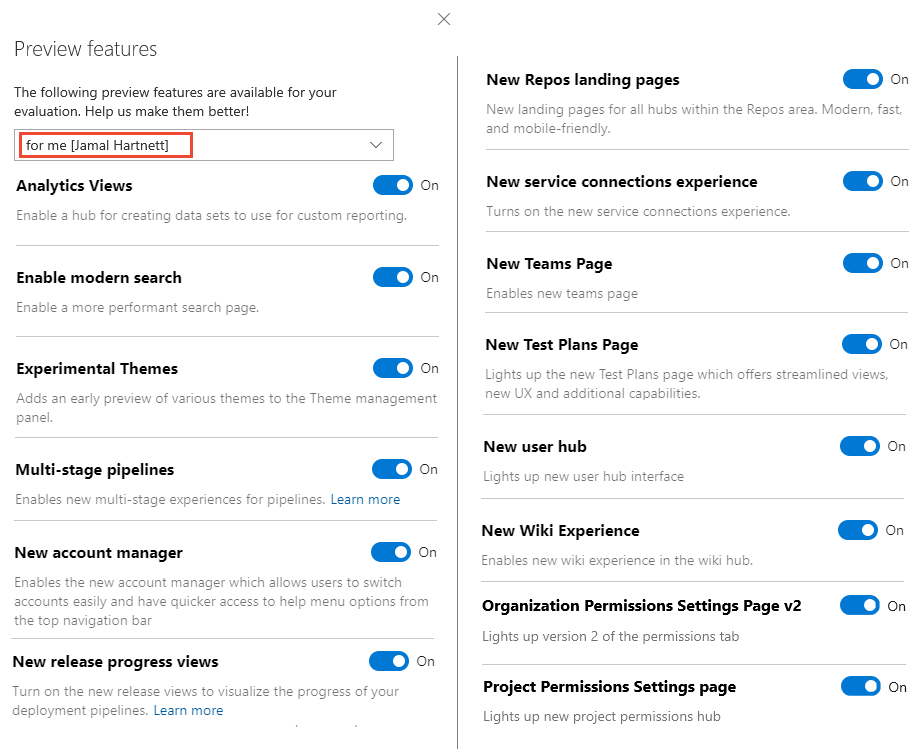 Preview features
The following preview features are available for your
evaluation. Help us make them better!
for me [Jamal Hartnett]
Analytics Views On
Enable a hub for creating data sets to use for custom reporting.
Enable modern search On
Enable a more performant search page.
Experimental Themes On
Adds an early preview of various themes to the Theme management
panel.
Multi-stage pipelines On
Enables new multi-stage experiences for pipelines. Learn more
New account manager On
Enables the new account manager which allows users to switch
accounts easily and have quicker access to help menu options from
the top navigation bar
New release progress views On
Turn on the new release views to visualize the progress of your
deployment pipelines. Learn more
New Repos landing pages On
New landing pages for all hubs within the Repos area. Modern, fast,
and mobile-friendly.
New service connections experience On
Turns on the new service connections experience.
New Teams Page On
Enables new teams page
New Test Plans Page On
Lights up the new Test Plans page which offers streamlined views,
new UX and additional capabilities.
New user hub On
Lights up new user hub interface
New Wiki Experience On
Enables new wiki experience in the wiki hub.
Organization Permissions Settings Page v2 On
Lights up version 2 of the permissions tab
Project Permissions Settings page On
Lights up new project permissions hub